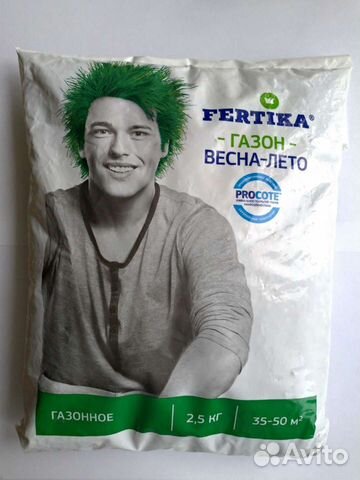 FERTIKA®
- ГАЗОН -
ВЕСНА-ЛЕТО
PROCOTE
ГАЗОННОЕ
2,5 КГ
35-50 м²
Avito